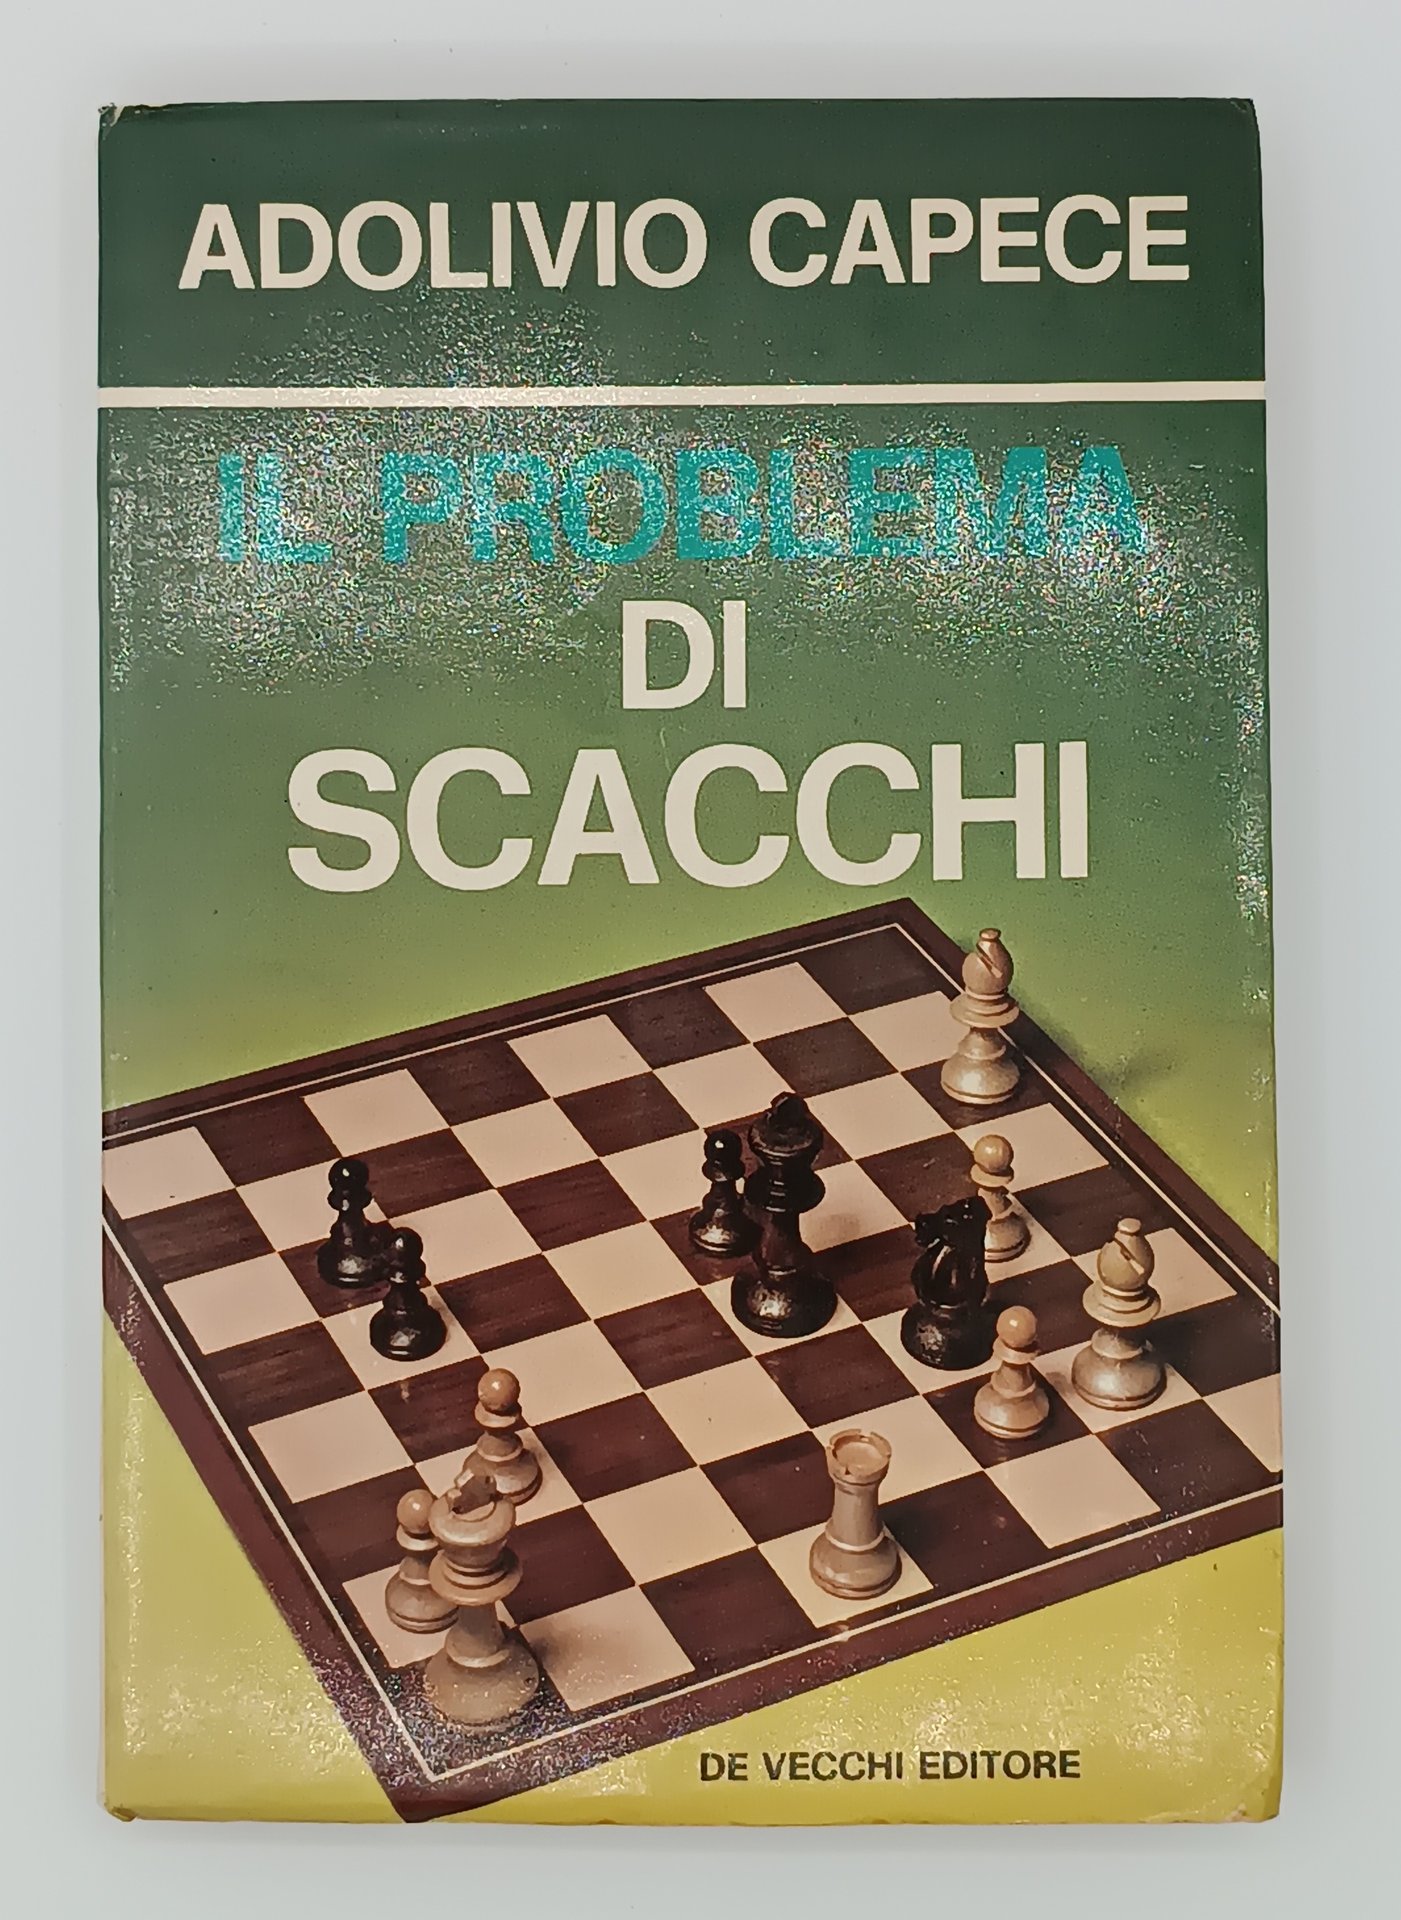 ADOLIVIO CAPECE
IL PROBLEMA
DI
SCACCHI
DE VECCHI EDITORE